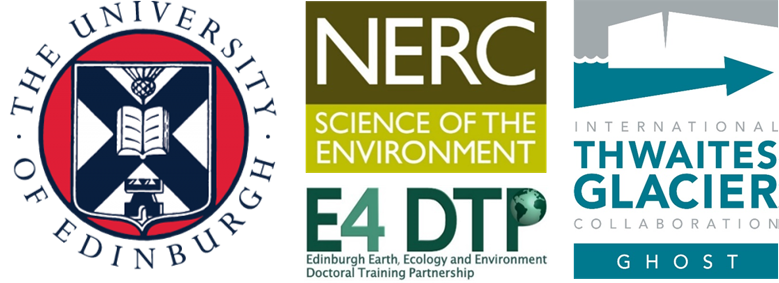 · THE UNIVERSITY ·
OF EDINBURGH
NERC
SCIENCE OF THE
ENVIRONMENT
E4 DTP
Edinburgh Earth, Ecology and Environment
Doctoral Training Partnership
INTERNATIONAL
THWAITES
GLACIER
COLLABORATION
GHOST